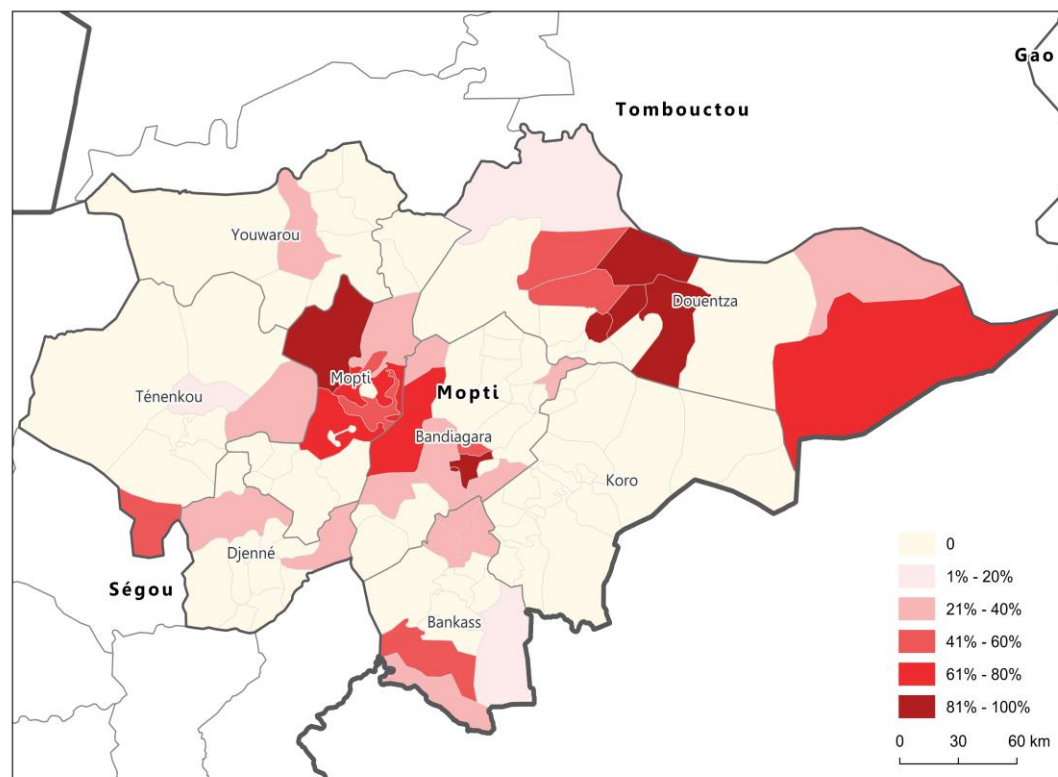 Gao
Tombouctou
Youwarou
Douentza
Mopti
Ténenkou
Mopti
Bandiagara
Koro
Djenné
Ségou
Bankass
0
1% - 20%
21% - 40%
41% - 60%
61% - 80%
81% - 100%
0 30 60 km